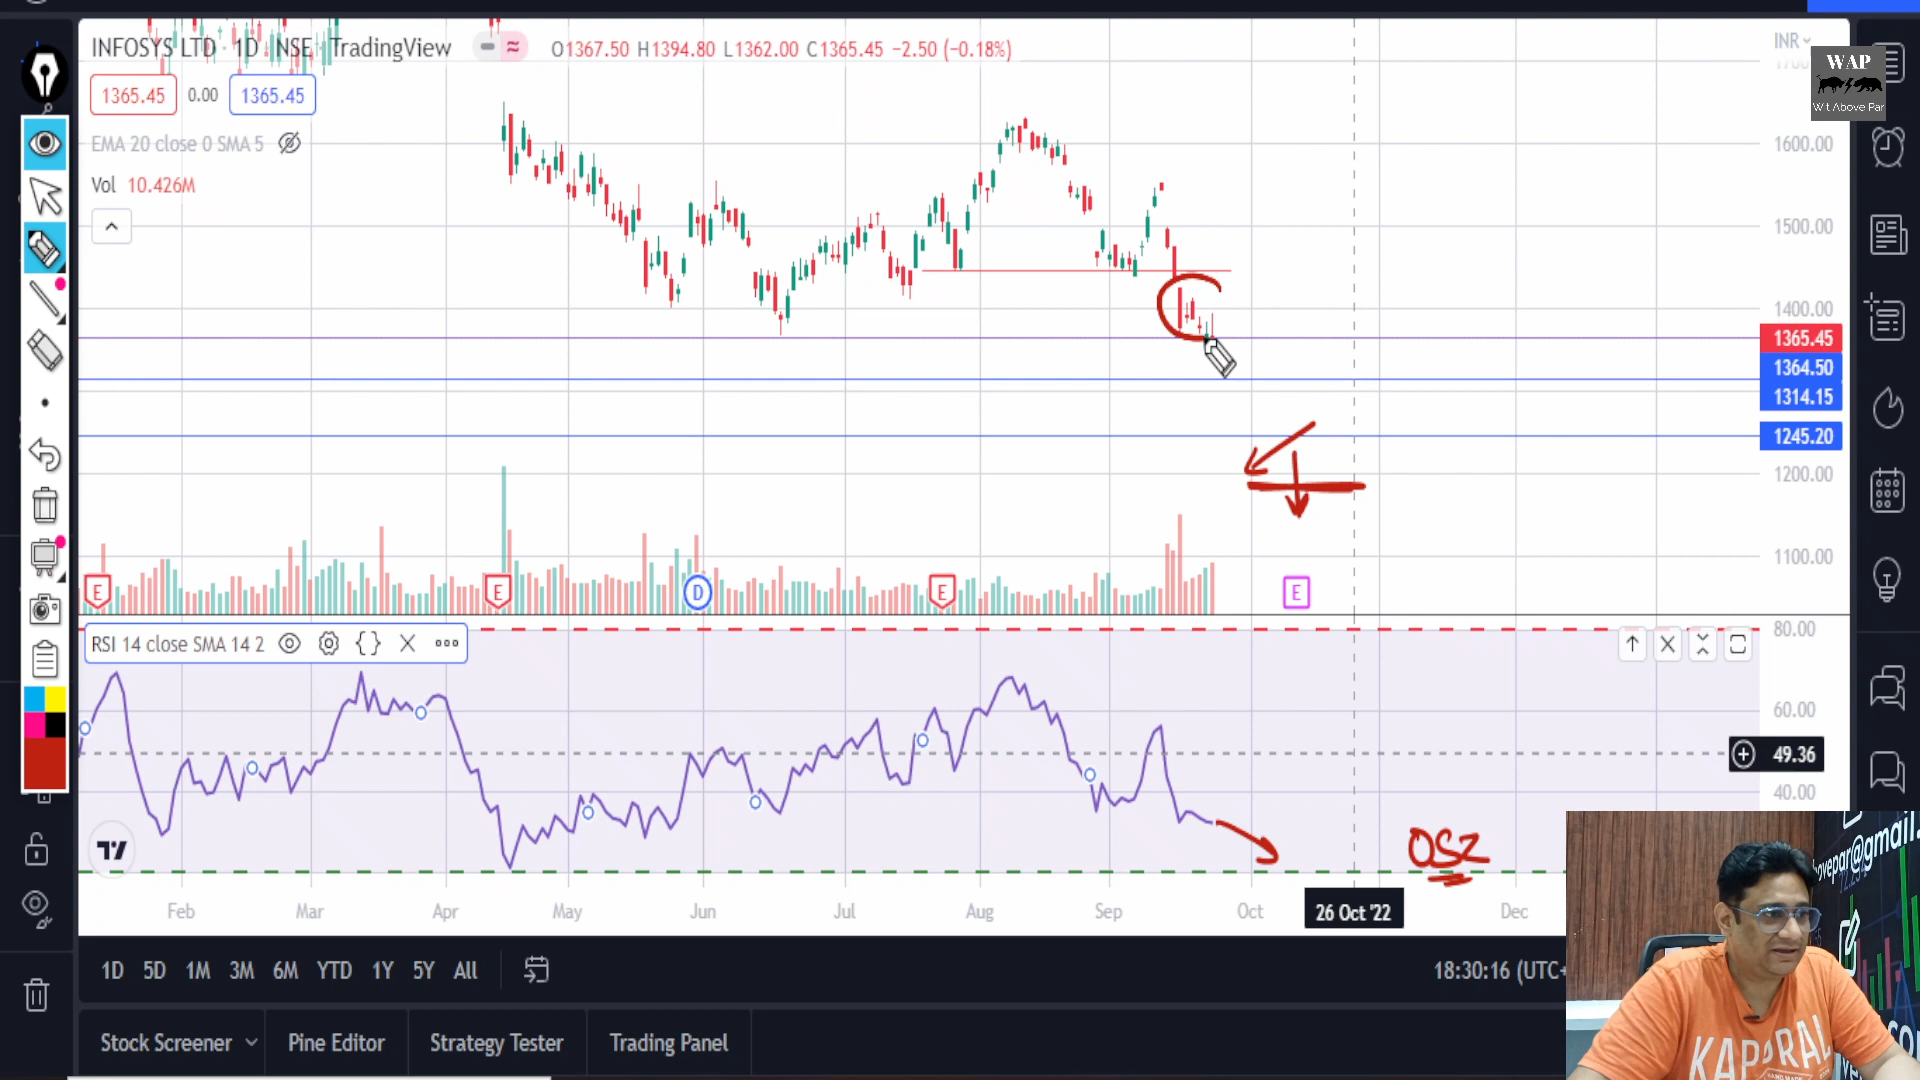 INFOSYS LTD · 1D · NSE · TradingView
O1367.50 H1394.80 L1362.00 C1365.45 −2.50 (−0.18%)
INR
WAP
Wit Above Par
1365.45 0.00 1365.45
EMA 20 close 0 SMA 5
Vol 10.426M
1600.00
1500.00
1400.00
1365.45
1364.50
1314.15
1245.20
1200.00
1100.00
E E D E E
RSI 14 close SMA 14 2
80.00
60.00
49.36
40.00
OSZ
Feb Mar Apr May Jun Jul Aug Sep Oct 26 Oct '22 Dec
1D 5D 1M 3M 6M YTD 1Y 5Y All
18:30:16 (UTC+
Stock Screener Pine Editor Strategy Tester Trading Panel
ovepar@gmail.
KAPORAL